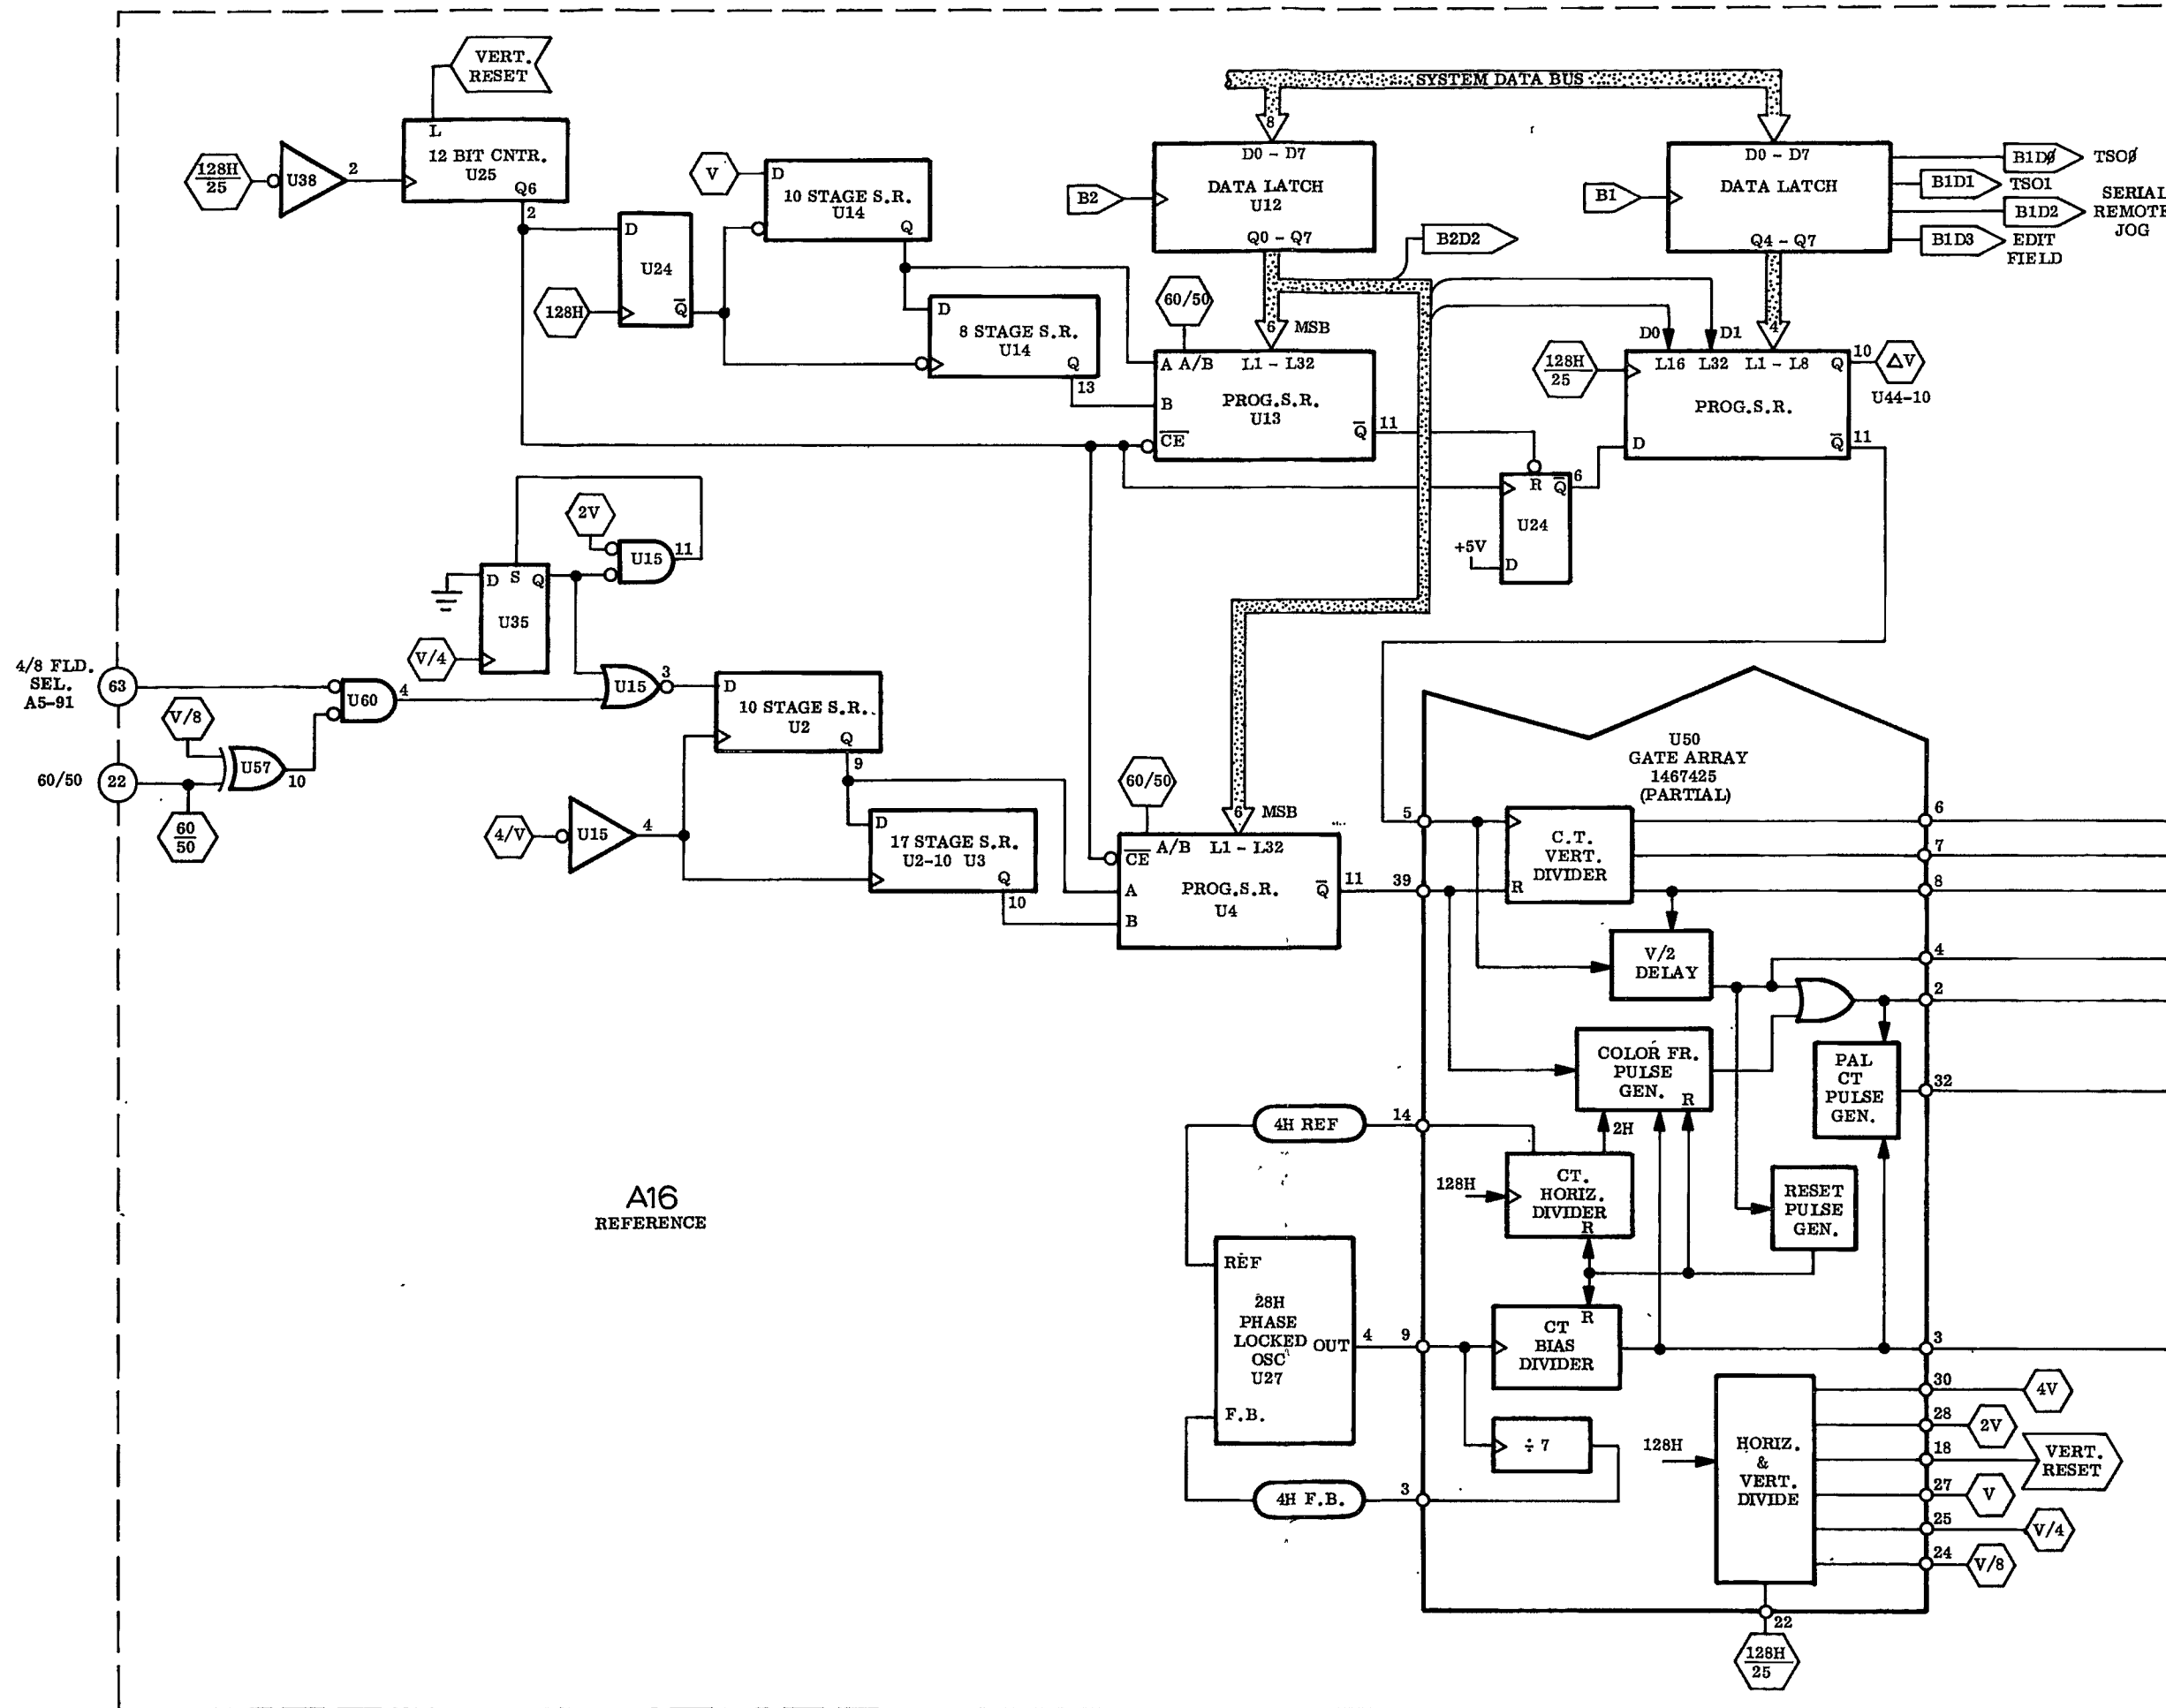 VERT.
RESET
128H
25
U38
2
L
12 BIT CNTR.
U25
Q6
2
V
D
10 STAGE S.R.
U14
Q
D
U24
Q̅
128H
D
8 STAGE S.R.
U14
Q
13
SYSTEM DATA BUS
8
D0 - D7
DATA LATCH
U12
Q0 - Q7
B2
B2D2
D0 - D7
DATA LATCH
Q4 - Q7
B1
B1DØ
TSOØ
B1D1
TSO1
B1D2
SERIAL
REMOTE
JOG
B1D3
EDIT
FIELD
60/50
6
MSB
A
A/B
L1 - L32
B
PROG.S.R.
U13
C̅E̅
Q̅
11
128H
25
D0
D1
4
L16
L32
L1 - L8
Q
10
ΔV
U44-10
PROG.S.R.
D
Q̅
11
R
Q̅
6
U24
+5V
D
2V
U15
11
D
S
Q
U35
V/4
4/8 FLD.
SEL.
A5-91
63
V/8
U60
4
60/50
22
U57
10
60
50
U15
3
D
10 STAGE S.R.
U2
Q
9
4/V
U15
4
D
17 STAGE S.R.
U2-10 U3
Q
10
60/50
6
MSB
C̅E̅
A/B
L1 - L32
A
B
PROG.S.R.
U4
Q̅
11
39
5
U50
GATE ARRAY
1467425
(PARTIAL)
C.T.
VERT.
DIVIDER
R
6
7
8
V/2
DELAY
4
2
COLOR FR.
PULSE
GEN.
R
PAL
CT
PULSE
GEN.
32
4H REF
14
2H
128H
CT.
HORIZ.
DIVIDER
R
RESET
PULSE
GEN.
A16
REFERENCE
REF
28H
PHASE
LOCKED
OSC
U27
OUT
4
F.B.
9
R
CT
BIAS
DIVIDER
3
÷ 7
4H F.B.
3
128H
HORIZ.
&
VERT.
DIVIDE
30
4V
28
2V
18
VERT.
RESET
27
V
25
V/4
24
V/8
22
128H
25